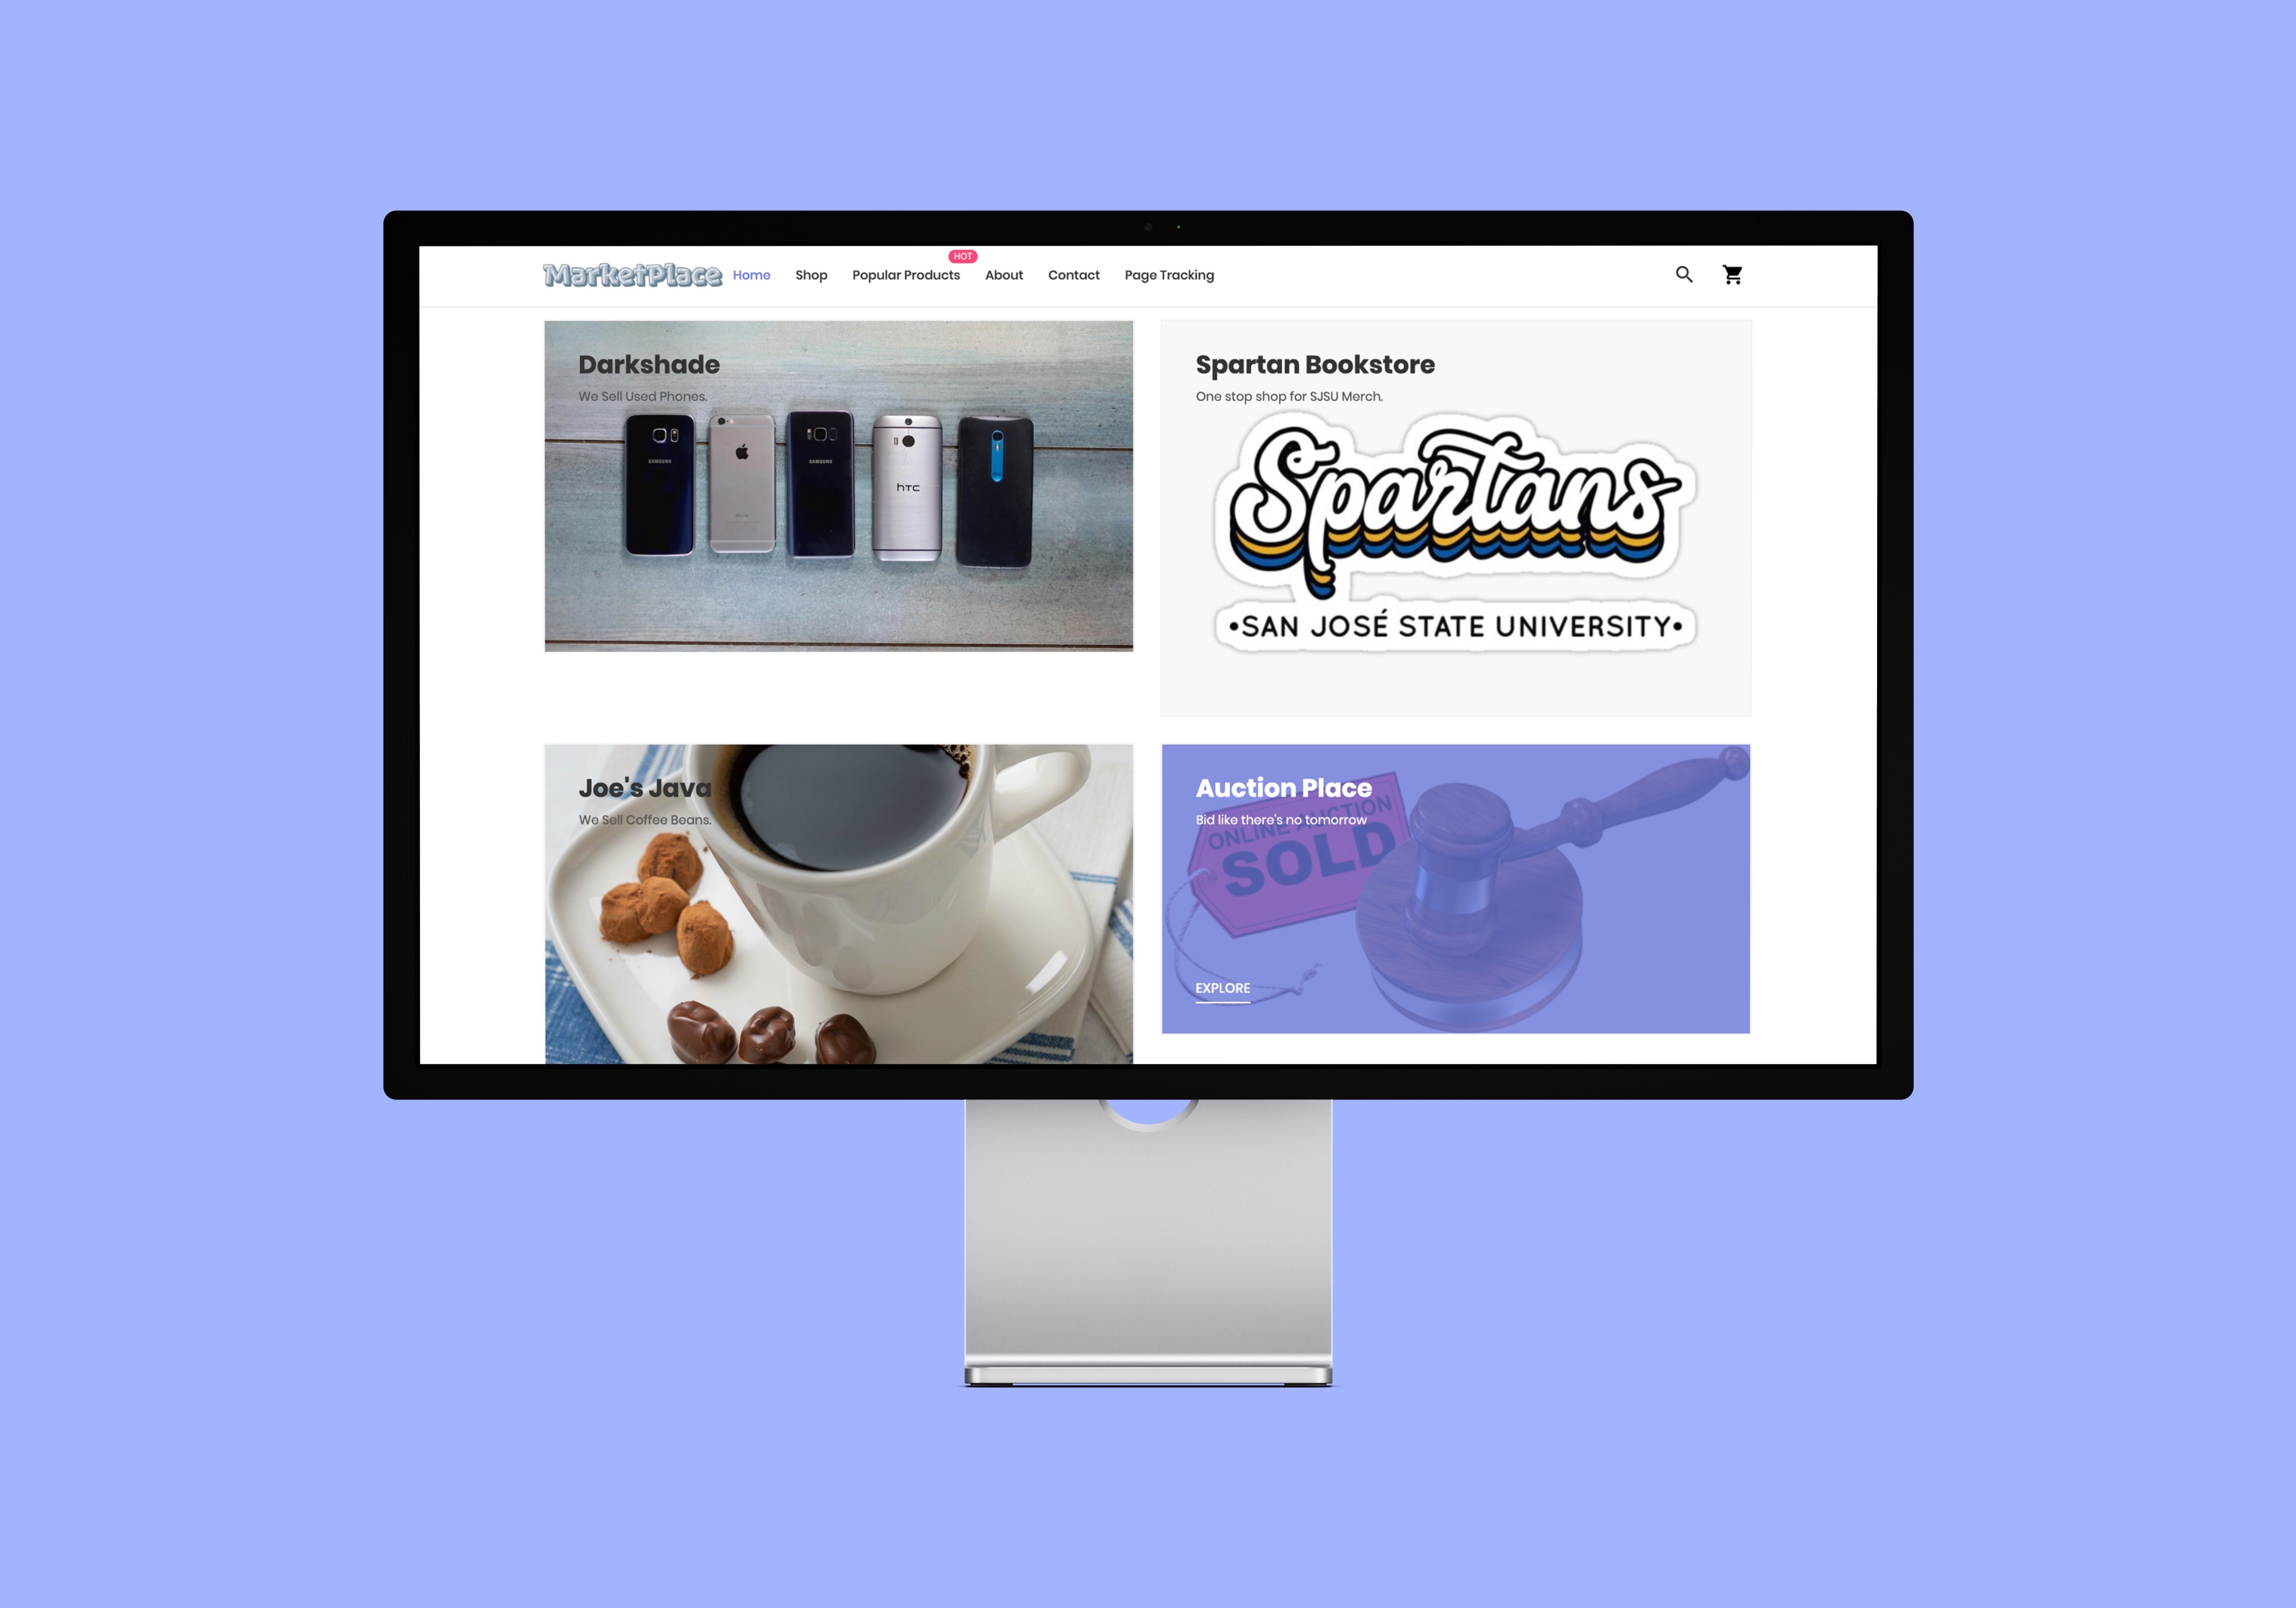 MarketPlace
Home
Shop
Popular Products
HOT
About
Contact
Page Tracking
Darkshade
We Sell Used Phones.
SAMSUNG
SAMSUNG
hTC
Spartan Bookstore
One stop shop for SJSU Merch.
Spartans
•SAN JOSÉ STATE UNIVERSITY•
Joe's Java
We Sell Coffee Beans.
Auction Place
Bid like there's no tomorrow
ONLINE AUCTION
SOLD
EXPLORE